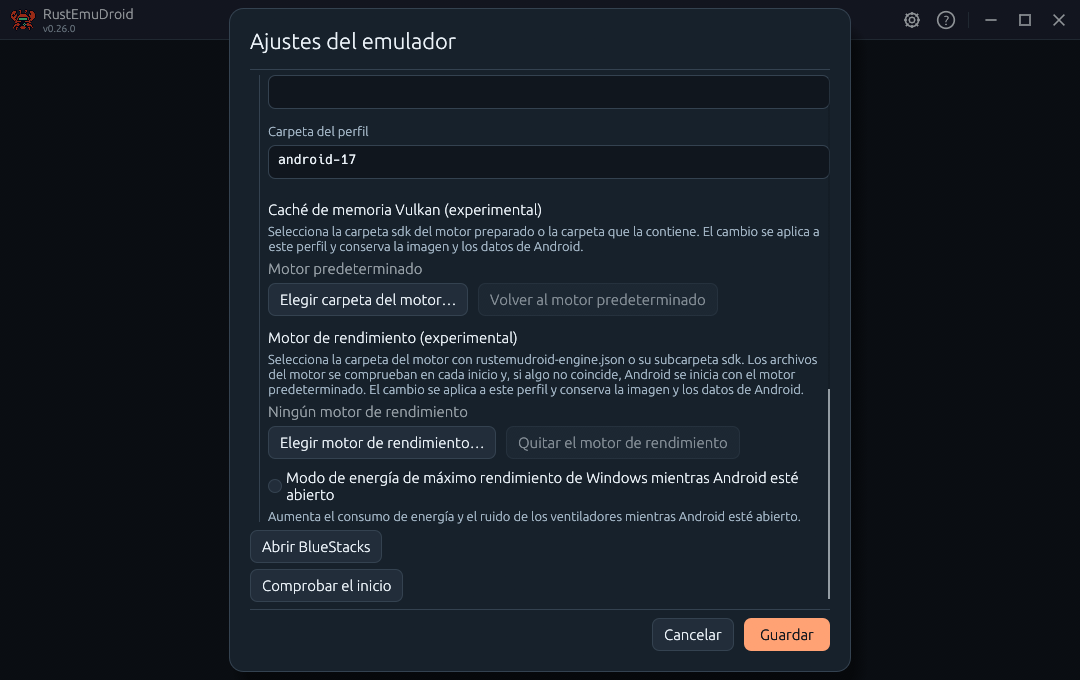 RustEmuDroid
v0.26.0
Ajustes del emulador
Carpeta del perfil
android-17
Caché de memoria Vulkan (experimental)
Selecciona la carpeta sdk del motor preparado o la carpeta que la contiene. El cambio se aplica a
este perfil y conserva la imagen y los datos de Android.
Motor predeterminado
Elegir carpeta del motor...
Volver al motor predeterminado
Motor de rendimiento (experimental)
Selecciona la carpeta del motor con rustemudroid-engine.json o su subcarpeta sdk. Los archivos
del motor se comprueban en cada inicio y, si algo no coincide, Android se inicia con el motor
predeterminado. El cambio se aplica a este perfil y conserva la imagen y los datos de Android.
Ningún motor de rendimiento
Elegir motor de rendimiento...
Quitar el motor de rendimiento
Modo de energía de máximo rendimiento de Windows mientras Android esté
abierto
Aumenta el consumo de energía y el ruido de los ventiladores mientras Android esté abierto.
Abrir BlueStacks
Comprobar el inicio
Cancelar
Guardar